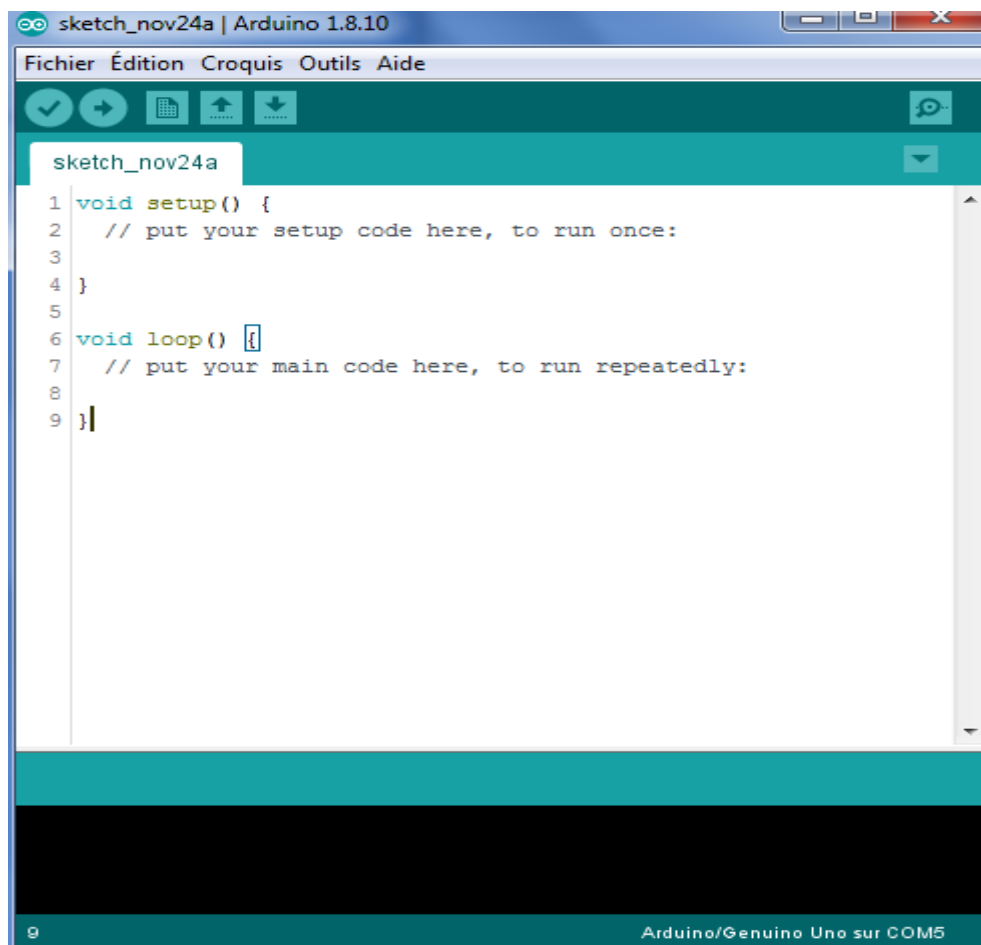 sketch_nov24a | Arduino 1.8.10
Fichier Édition Croquis Outils Aide
sketch_nov24a
1 void setup() {
2   // put your setup code here, to run once:
3
4 }
5
6 void loop() {
7   // put your main code here, to run repeatedly:
8
9 }
9 Arduino/Genuino Uno sur COM5